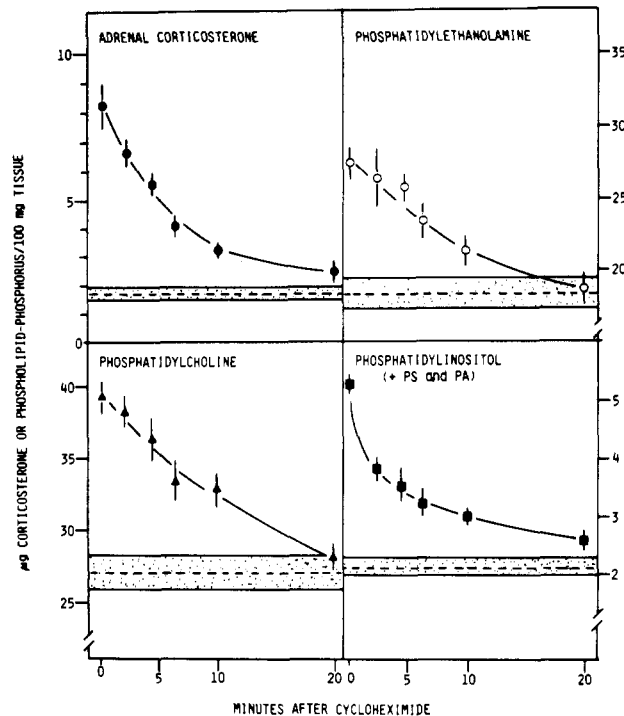 ADRENAL CORTICOSTERONE
PHOSPHATIDYLETHANOLAMINE
10
5
0
35
30
25
20
µg CORTICOSTERONE OR PHOSPHOLIPID-PHOSPHORUS/100 mg TISSUE
PHOSPHATIDYLCHOLINE
PHOSPHATIDYLINOSITOL
(+ PS and PA)
40
35
30
25
5
4
3
2
0 5 10 20
0 5 10 20
MINUTES AFTER CYCLOHEXIMIDE